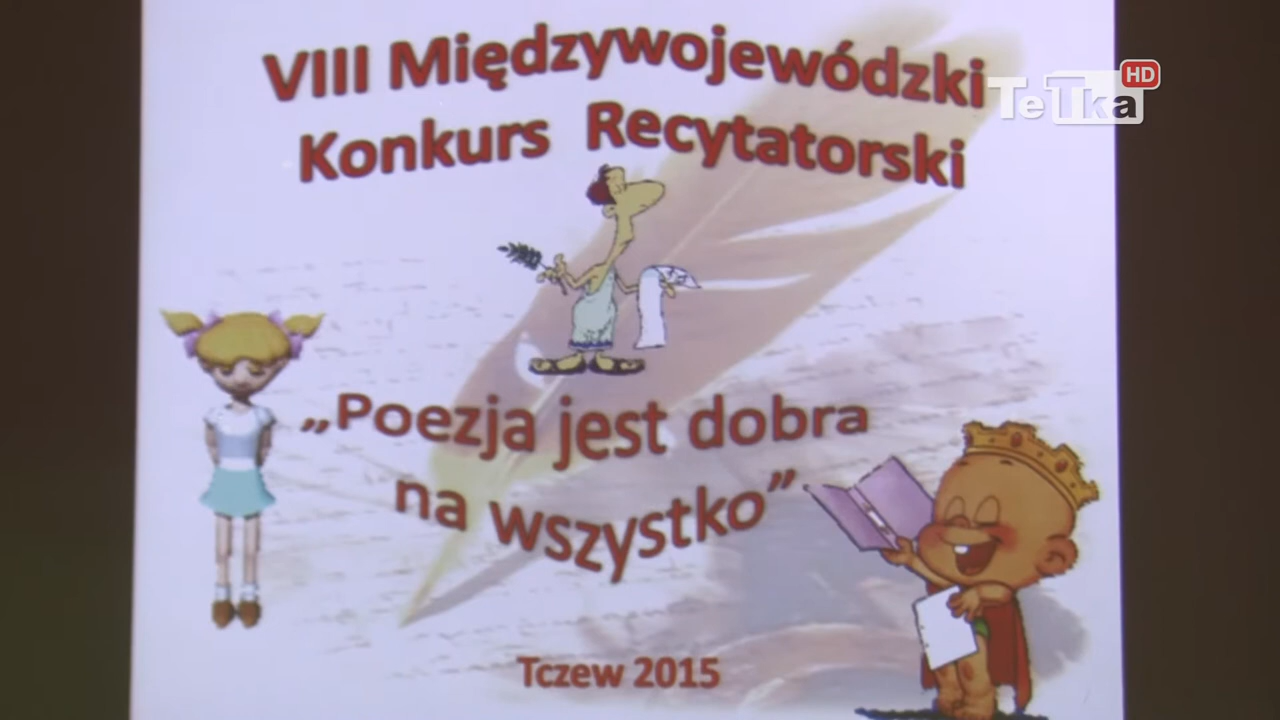 VIII Międzywojewódzki
Konkurs Recytatorski
„Poezja jest dobra
na wszystko”
Tczew 2015
TeTka HD